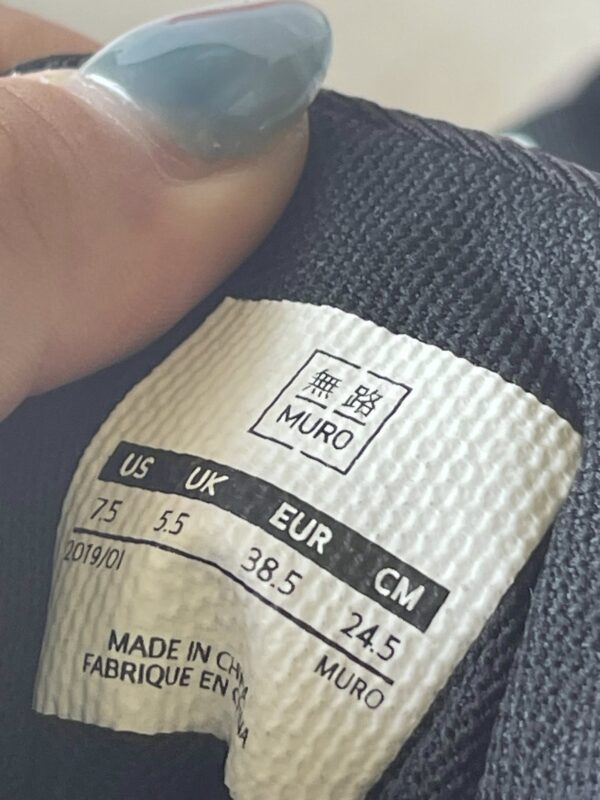 無路
MURO
US UK EUR CM
7.5 5.5 38.5 24.5
2019/01 MURO
MADE IN CHINA
FABRIQUE EN